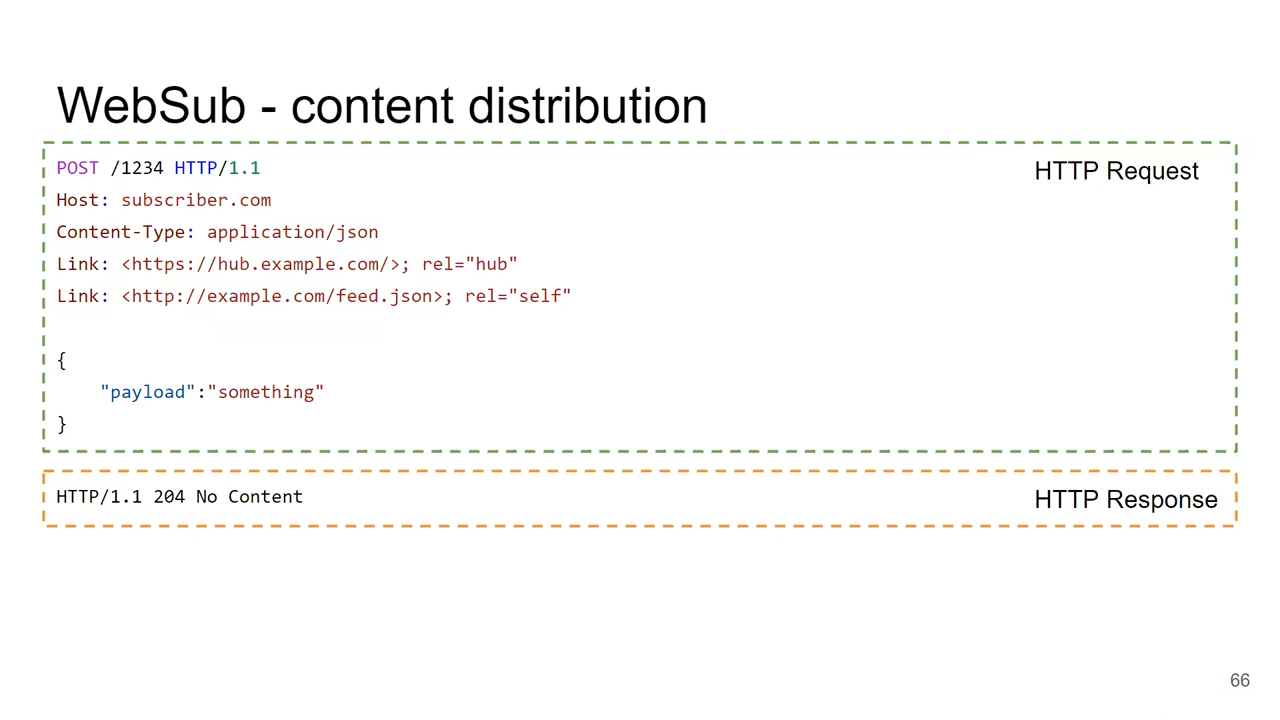 WebSub - content distribution
POST /1234 HTTP/1.1
HTTP Request
Host: subscriber.com
Content-Type: application/json
Link: <https://hub.example.com/>; rel="hub"
Link: <http://example.com/feed.json>; rel="self"
{
"payload":"something"
}
HTTP/1.1 204 No Content
HTTP Response
66